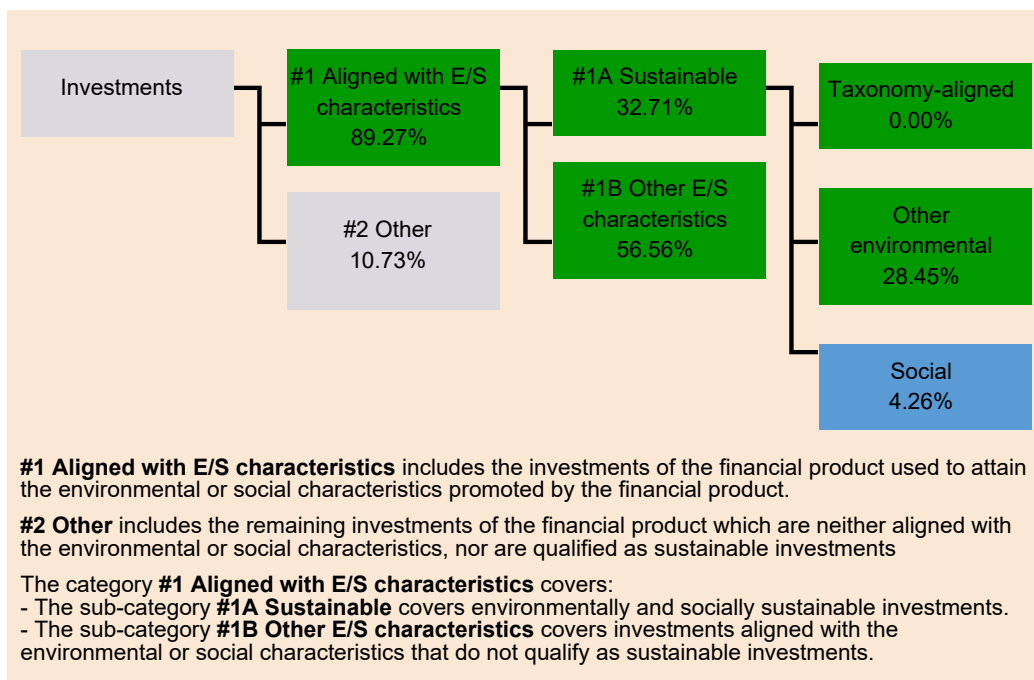 Investments
#1 Aligned with E/S
characteristics
89.27%
#2 Other
10.73%
#1A Sustainable
32.71%
#1B Other E/S
characteristics
56.56%
Taxonomy-aligned
0.00%
Other
environmental
28.45%
Social
4.26%
#1 Aligned with E/S characteristics includes the investments of the financial product used to attain
the environmental or social characteristics promoted by the financial product.
#2 Other includes the remaining investments of the financial product which are neither aligned with
the environmental or social characteristics, nor are qualified as sustainable investments
The category #1 Aligned with E/S characteristics covers:
- The sub-category #1A Sustainable covers environmentally and socially sustainable investments.
- The sub-category #1B Other E/S characteristics covers investments aligned with the
environmental or social characteristics that do not qualify as sustainable investments.